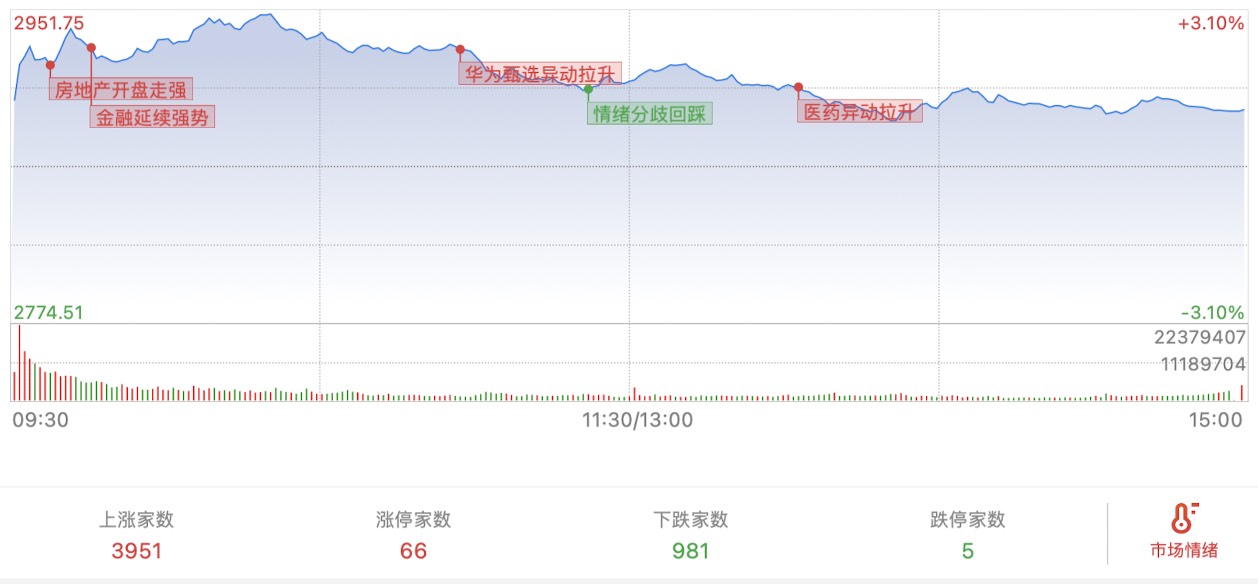 2951.75
+3.10%
房地产开盘走强
金融延续强势
华为甄选异动拉升
情绪分歧回踩
医药异动拉升
2774.51
-3.10%
22379407
11189704
09:30
11:30/13:00
15:00
上涨家数
涨停家数
下跌家数
跌停家数
3951
66
981
5
市场情绪